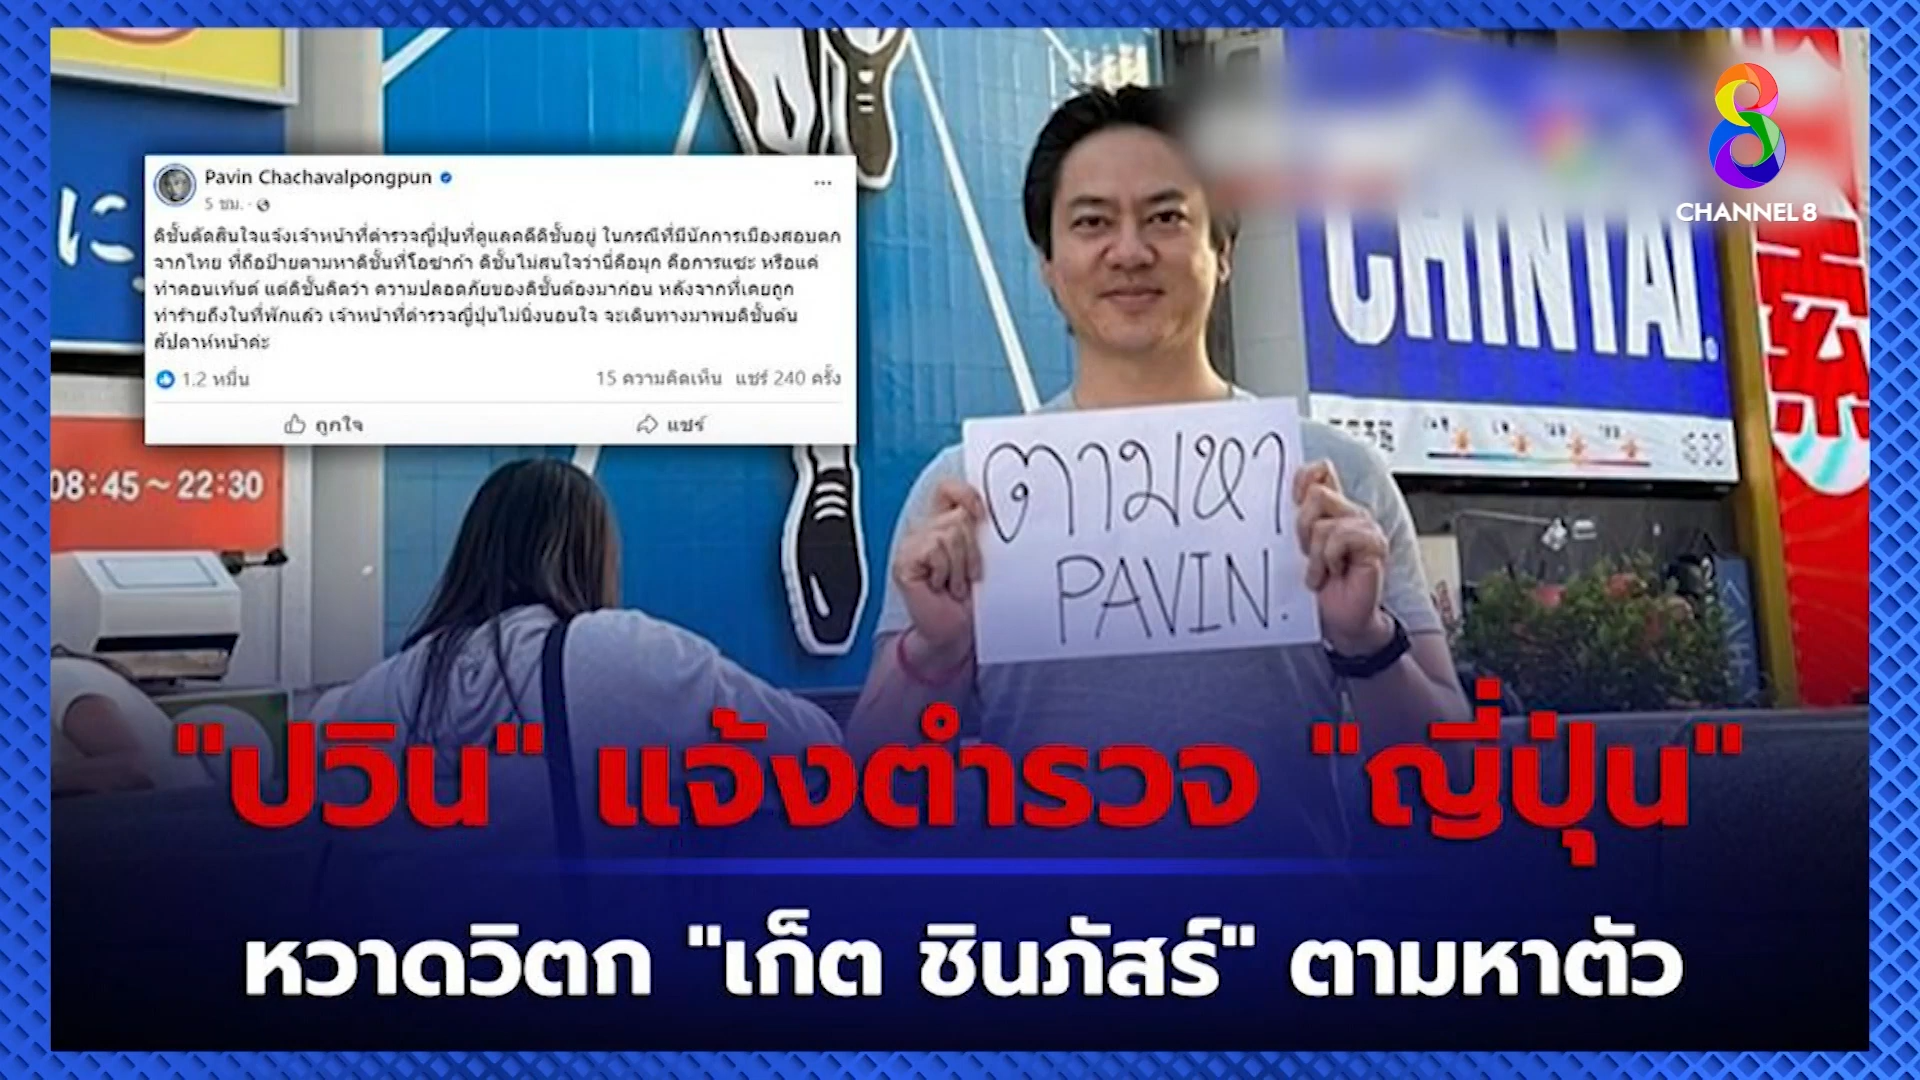 CHANNEL 8
Pavin Chachavalpongpun
5 ชม.
ดิชั้นตัดสินใจแจ้งเจ้าหน้าที่ตำรวจญี่ปุ่นที่ดูแลคดีดิชั้นอยู่ ในกรณีที่มีนักการเมืองสอบตก
จากไทย ที่ถือป้ายตามหาดิชั้นที่โอซาก้า ดิชั้นไม่สนใจว่านี่คือมุก คือการแซะ หรือแค่
ทำคอนเท้นต์ แต่ดิชั้นคิดว่า ความปลอดภัยของดิชั้นต้องมาก่อน หลังจากที่เคยถูก
ทำร้ายถึงในที่พักแล้ว เจ้าหน้าที่ตำรวจญี่ปุ่นไม่นิ่งนอนใจ จะเดินทางมาพบดิชั้นต้น
สัปดาห์หน้าค่ะ
1.2 หมื่น 15 ความคิดเห็น แชร์ 240 ครั้ง
ถูกใจ แชร์
に
CHINTAI.
08:45～22:30
ตามหา
PAVIN.
"ปวิน" แจ้งตำรวจ "ญี่ปุ่น"
หวาดวิตก "เก็ต ชินภัสร์" ตามหาตัว